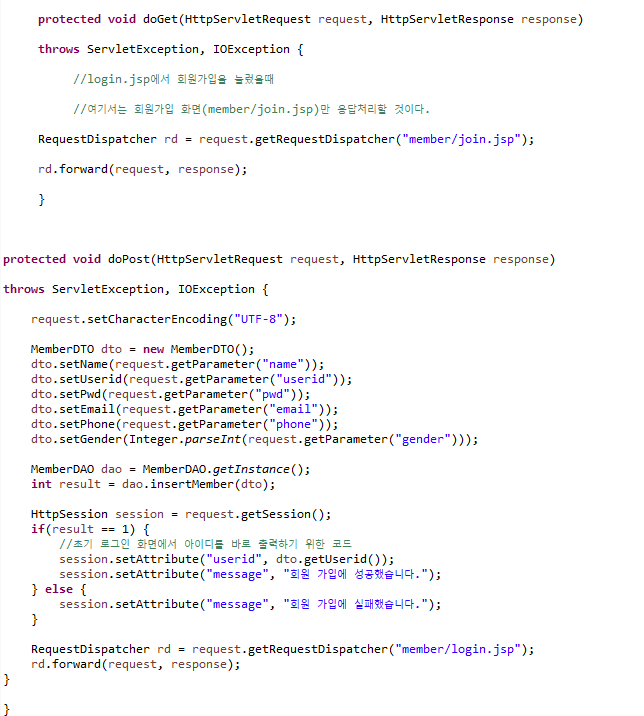 protected void doGet(HttpServletRequest request, HttpServletResponse response)
throws ServletException, IOException {
//login.jsp에서 회원가입을 눌렀을때
//여기서는 회원가입 화면(member/join.jsp)만 응답처리할 것이다.
RequestDispatcher rd = request.getRequestDispatcher("member/join.jsp");
rd.forward(request, response);
}
protected void doPost(HttpServletRequest request, HttpServletResponse response)
throws ServletException, IOException {
request.setCharacterEncoding("UTF-8");
MemberDTO dto = new MemberDTO();
dto.setName(request.getParameter("name"));
dto.setUserid(request.getParameter("userid"));
dto.setPwd(request.getParameter("pwd"));
dto.setEmail(request.getParameter("email"));
dto.setPhone(request.getParameter("phone"));
dto.setGender(Integer.parseInt(request.getParameter("gender")));
MemberDAO dao = MemberDAO.getInstance();
int result = dao.insertMember(dto);
HttpSession session = request.getSession();
if(result == 1) {
//초기 로그인 화면에서 아이디를 바로 출력하기 위한 코드
session.setAttribute("userid", dto.getUserid());
session.setAttribute("message", "회원 가입에 성공했습니다.");
} else {
session.setAttribute("message", "회원 가입에 실패했습니다.");
}
RequestDispatcher rd = request.getRequestDispatcher("member/login.jsp");
rd.forward(request, response);
}
}